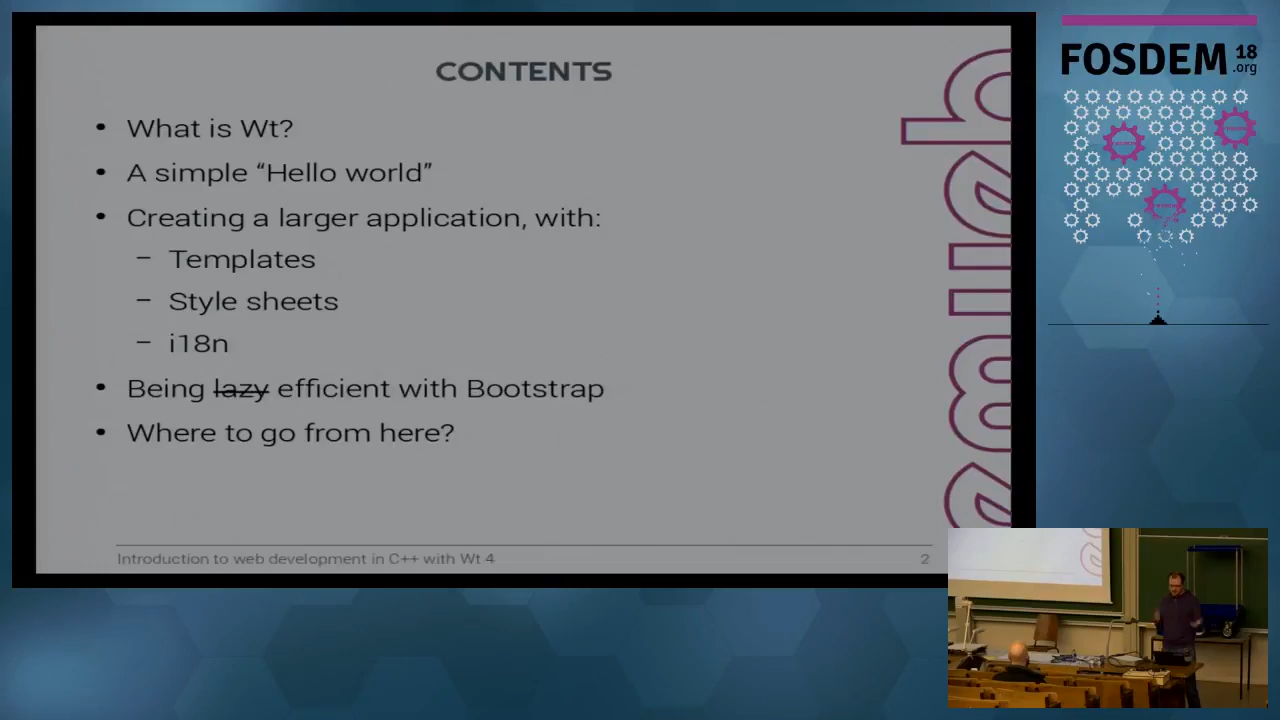 CONTENTS
• What is Wt?
• A simple “Hello world”
• Creating a larger application, with:
– Templates
– Style sheets
– i18n
• Being lazy efficient with Bootstrap
• Where to go from here?
Introduction to web development in C++ with Wt 4
2
FOSDEM 18
.org